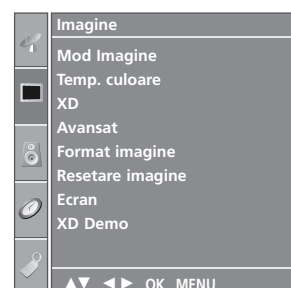 Imagine
Mod Imagine
Temp. culoare
XD
Avansat
Format imagine
Resetare imagine
Ecran
XD Demo
▲▼ ◄► OK MENU